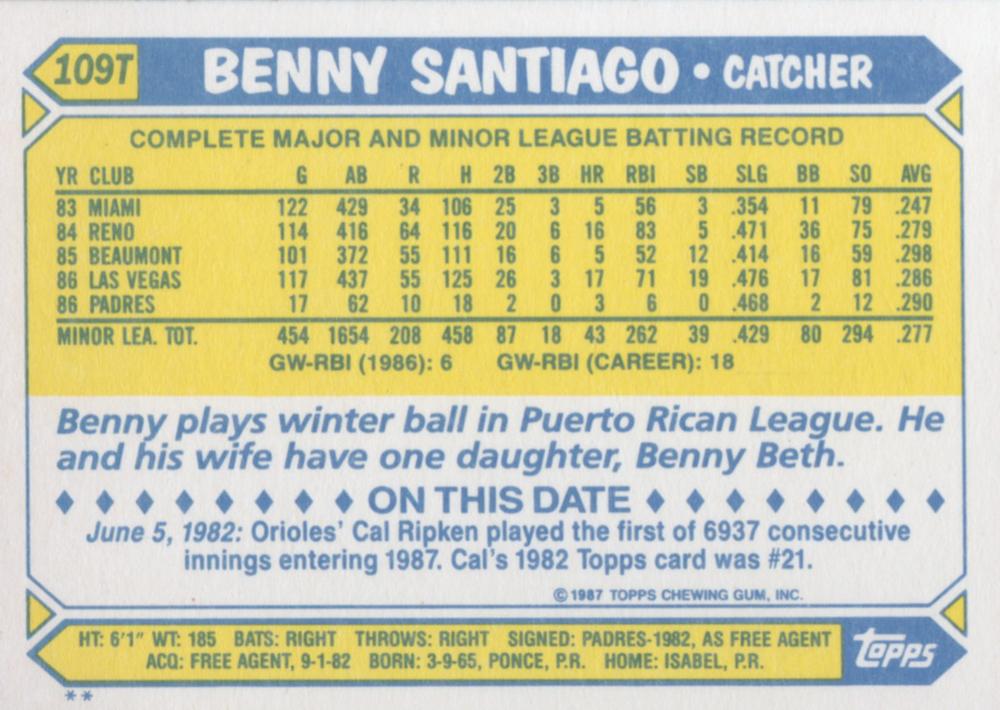 109T BENNY SANTIAGO • CATCHER
COMPLETE MAJOR AND MINOR LEAGUE BATTING RECORD
YR CLUB G AB R H 2B 3B HR RBI SB SLG BB SO AVG
83 MIAMI 122 429 34 106 25 3 5 56 3 .354 11 79 .247
84 RENO 114 416 64 116 20 6 16 83 5 .471 36 75 .279
85 BEAUMONT 101 372 55 111 16 6 5 52 12 .414 16 59 .298
86 LAS VEGAS 117 437 55 125 26 3 17 71 19 .476 17 81 .286
86 PADRES 17 62 10 18 2 0 3 6 0 .468 2 12 .290
MINOR LEA. TOT. 454 1654 208 458 87 18 43 262 39 .429 80 294 .277
GW-RBI (1986): 6 GW-RBI (CAREER): 18
Benny plays winter ball in Puerto Rican League. He
and his wife have one daughter, Benny Beth.
ON THIS DATE
June 5, 1982: Orioles' Cal Ripken played the first of 6937 consecutive
innings entering 1987. Cal's 1982 Topps card was #21.
© 1987 TOPPS CHEWING GUM, INC.
HT: 6'1" WT: 185 BATS: RIGHT THROWS: RIGHT SIGNED: PADRES-1982, AS FREE AGENT
ACQ: FREE AGENT, 9-1-82 BORN: 3-9-65, PONCE, P.R. HOME: ISABEL, P.R.
topps
**